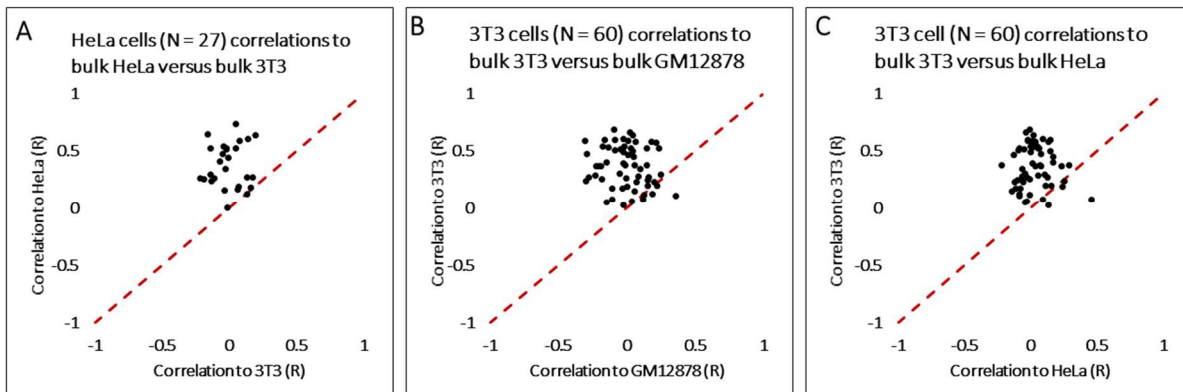 A
HeLa cells (N = 27) correlations to
bulk HeLa versus bulk 3T3
1
0.5
0
-0.5
-1
Correlation to HeLa (R)
-1 -0.5 0 0.5 1
Correlation to 3T3 (R)
B
3T3 cells (N = 60) correlations to
bulk 3T3 versus bulk GM12878
1
0.5
0
-0.5
-1
Correlation to 3T3 (R)
-1 -0.5 0 0.5 1
Correlation to GM12878 (R)
C
3T3 cell (N = 60) correlations to
bulk 3T3 versus bulk HeLa
1
0.5
0
-0.5
-1
Correlation to 3T3 (R)
-1 -0.5 0 0.5 1
Correlation to HeLa (R)